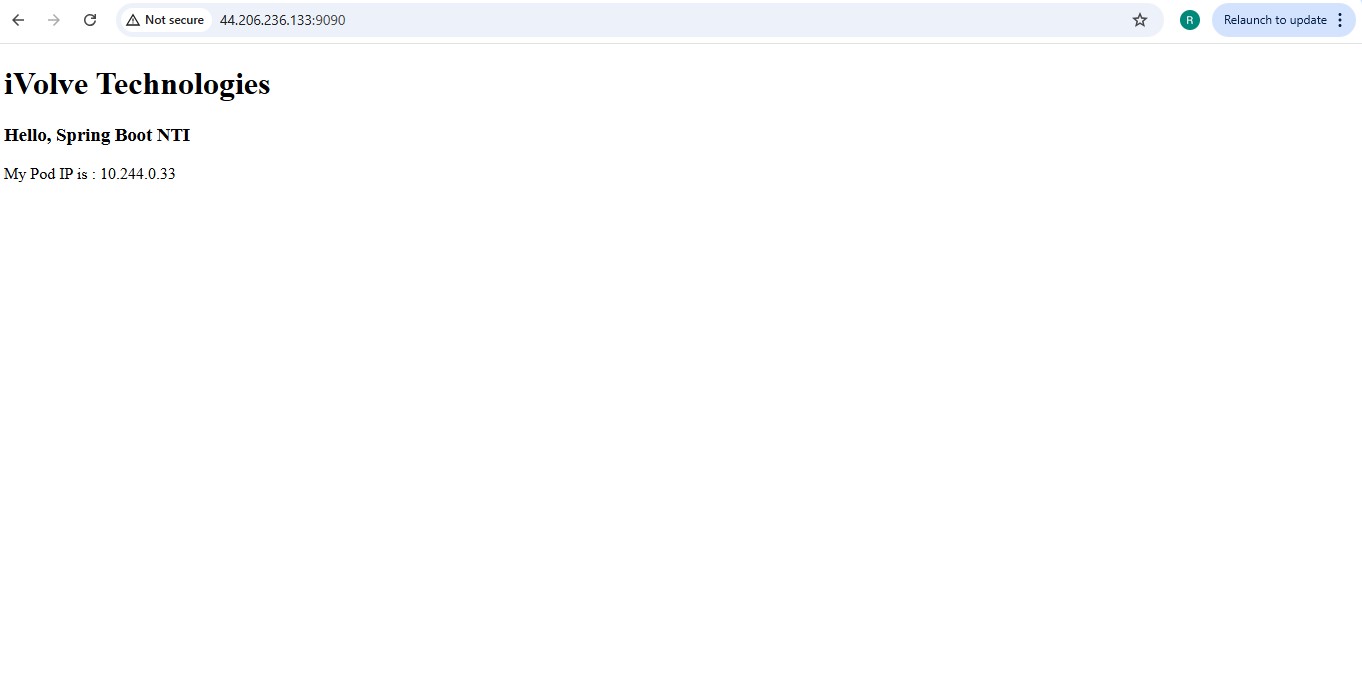 Not secure
44.206.236.133:9090
R
Relaunch to update
iVolve Technologies
Hello, Spring Boot NTI
My Pod IP is : 10.244.0.33